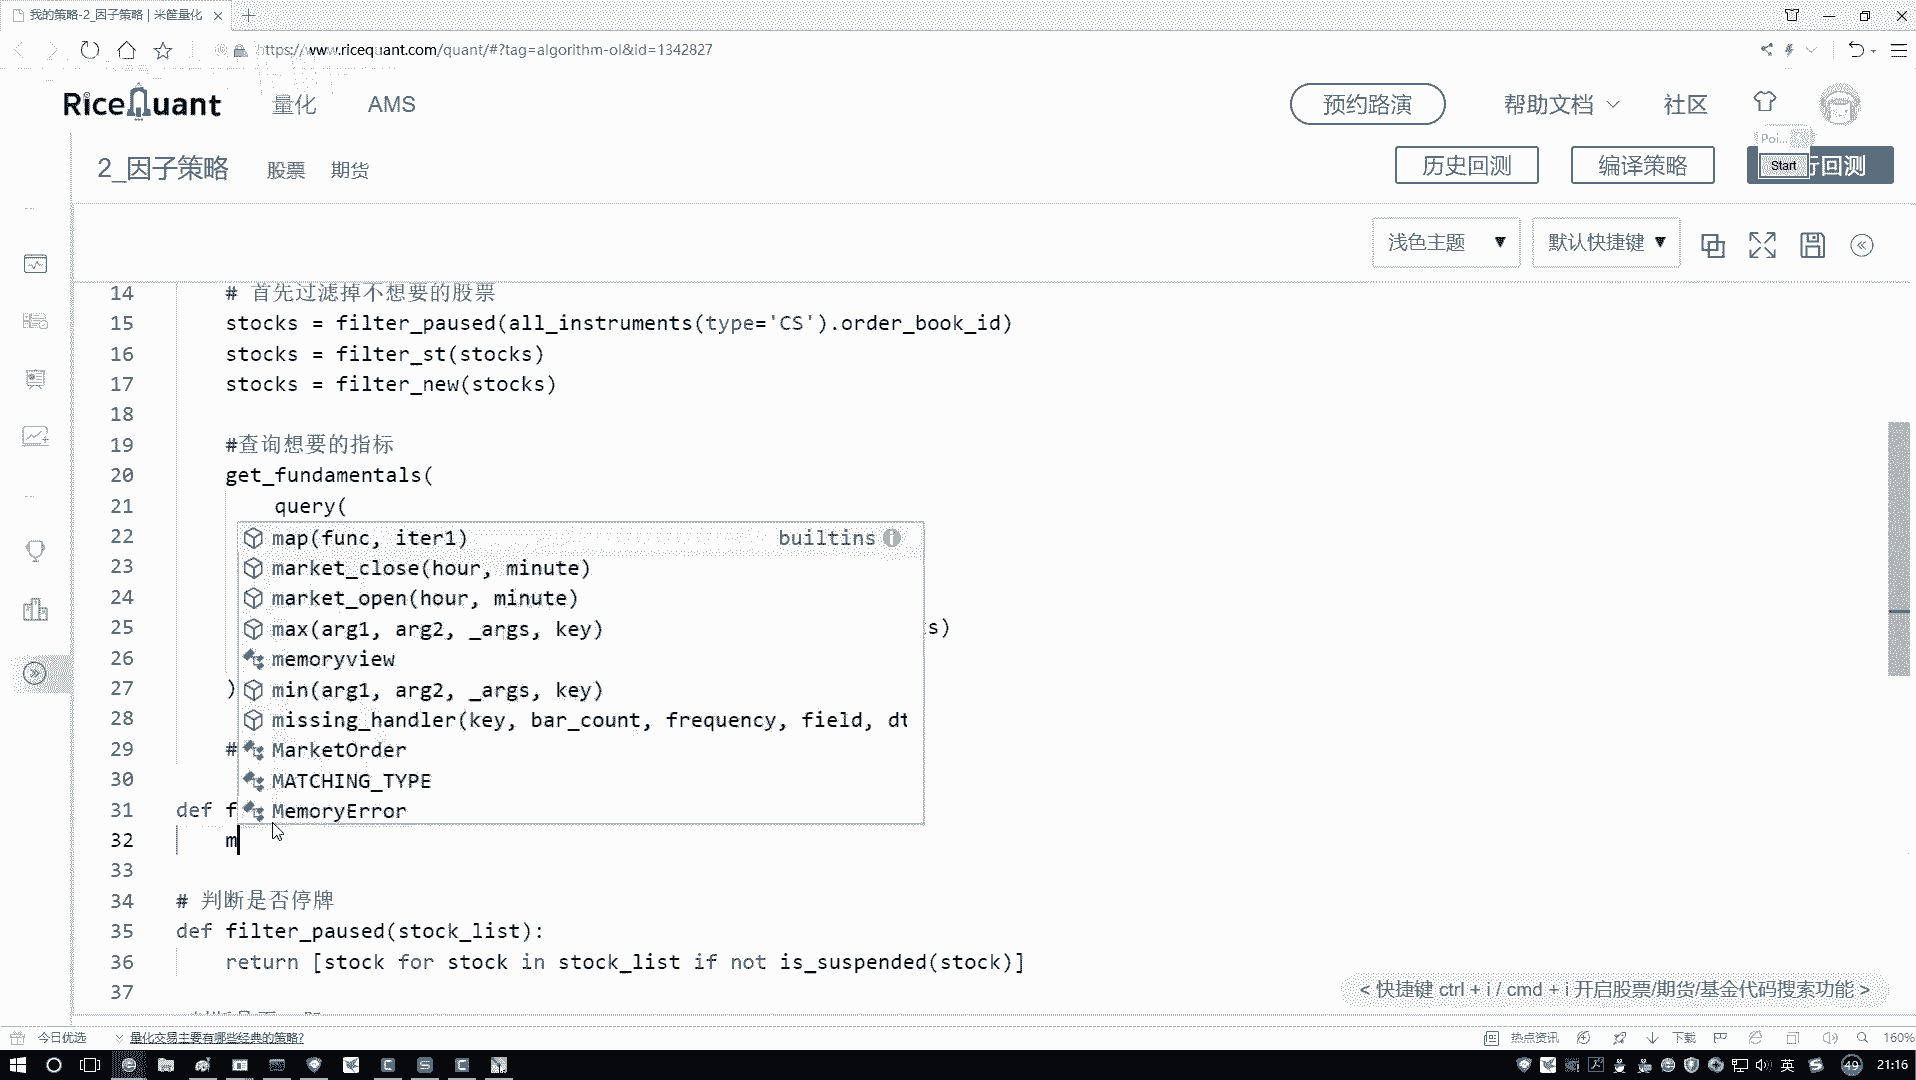 我的策略-2_因子策略 | 米筐量化
https://www.ricequant.com/quant/#?tag=algorithm-ol&id=1342827
RiceQuant 量化 AMS 预约路演 帮助文档 社区
Poi...
2_因子策略 股票 期货 历史回测 编译策略 Start 行回测
浅色主题 默认快捷键
14 # 首先过滤掉不想要的股票
15 stocks = filter_paused(all_instruments(type='CS').order_book_id)
16 stocks = filter_st(stocks)
17 stocks = filter_new(stocks)
18
19 #查询想要的指标
20 get_fundamentals(
21 query(
22 map(func, iter1) builtins
23 market_close(hour, minute)
24 market_open(hour, minute)
25 max(arg1, arg2, _args, key) s)
26 memoryview
27 ) min(arg1, arg2, _args, key)
28 missing_handler(key, bar_count, frequency, field, dt
29 # MarketOrder
30 MATCHING_TYPE
31 def f MemoryError
32 m
33
34 # 判断是否停牌
35 def filter_paused(stock_list):
36 return [stock for stock in stock_list if not is_suspended(stock)]
37
< 快捷键 ctrl + i / cmd + i 开启股票/期货/基金代码搜索功能 >
今日优选 量化交易主要有哪些经典的策略? 热点资讯 下载 160%
英 49 21:16